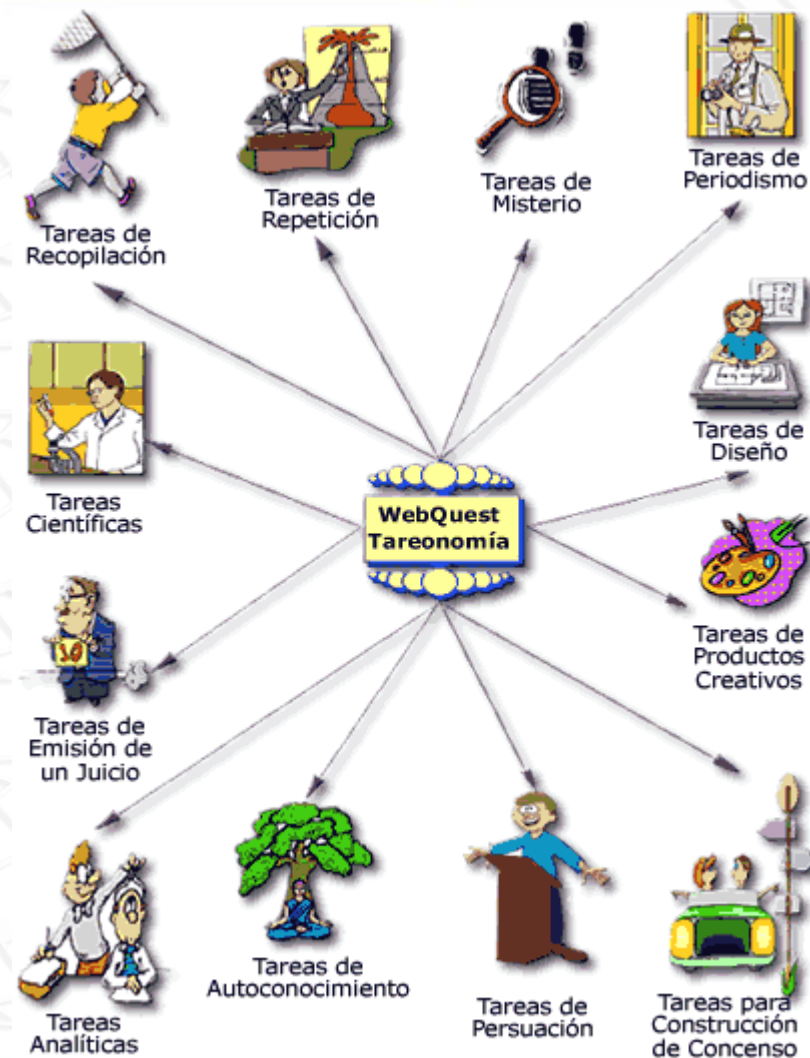 Tareas de
Recopilación
Tareas de
Repetición
Tareas de
Misterio
Tareas de
Periodismo
Tareas de
Diseño
Tareas
Científicas
WebQuest
Tareonomía
Tareas de
Productos
Creativos
10
Tareas de
Emisión de
un Juicio
Tareas
Analíticas
Tareas de
Autoconocimiento
Tareas de
Persuación
Tareas para
Construcción
de Concenso